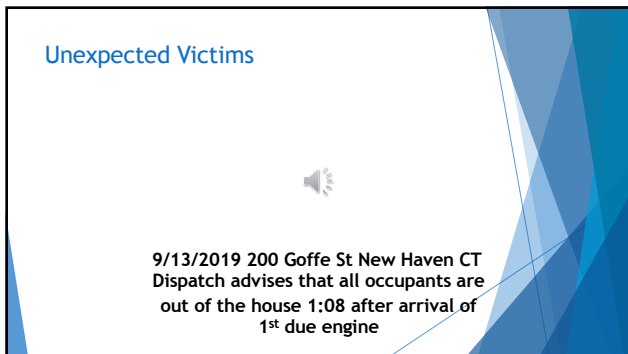 Unexpected Victims
9/13/2019 200 Goffe St New Haven CT
Dispatch advises that all occupants are
out of the house 1:08 after arrival of
1st due engine